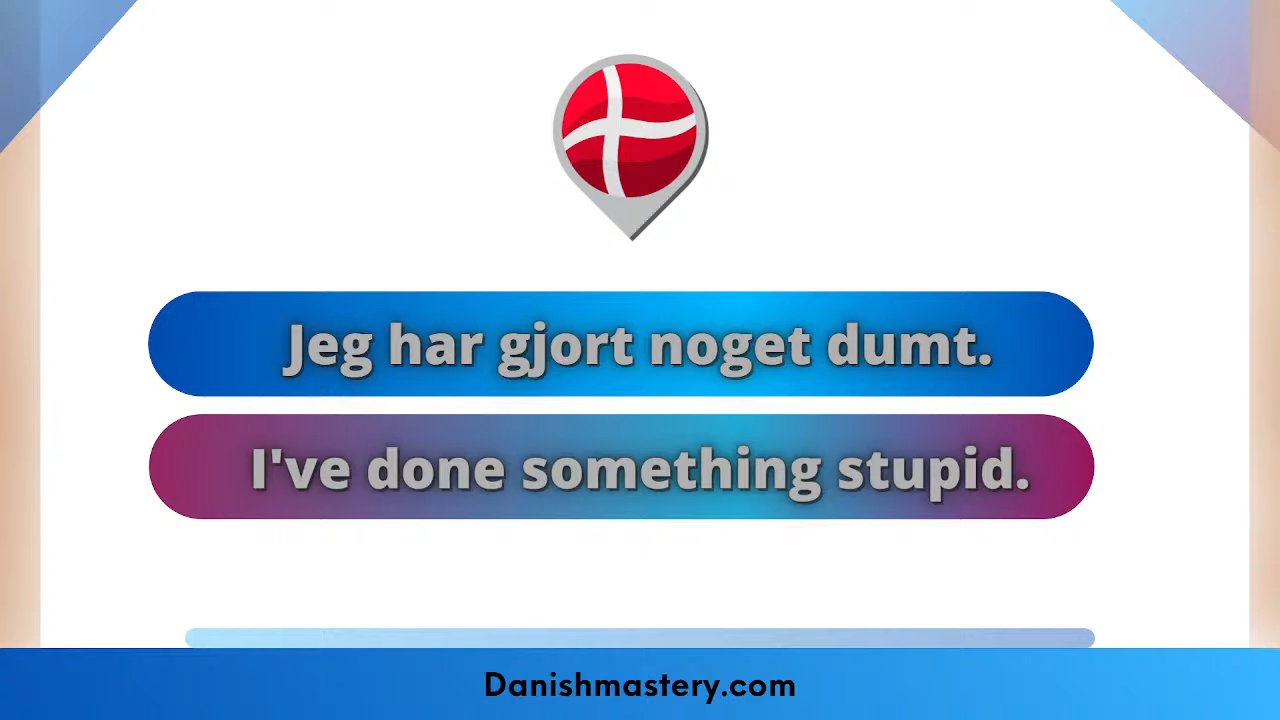 Jeg har gjort noget dumt.
I've done something stupid.
Danishmastery.com